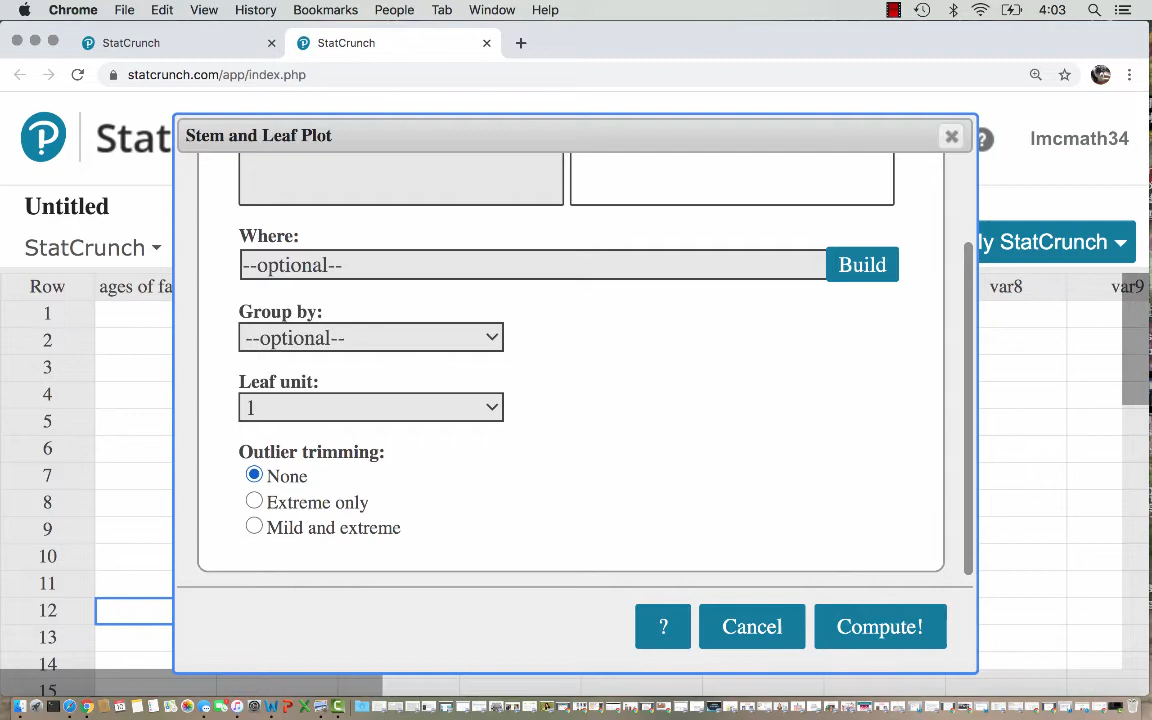 Chrome File Edit View History Bookmarks People Tab Window Help 4:03
StatCrunch StatCrunch
statcrunch.com/app/index.php
P Stat ? lmcmath34
Stem and Leaf Plot
Untitled
StatCrunch ly StatCrunch
Where:
--optional-- Build
Row ages of fa var8 var9
Group by:
--optional--
Leaf unit:
1
Outlier trimming:
None
Extreme only
Mild and extreme
1
2
3
4
5
6
7
8
9
10
11
12
13
14
15
? Cancel Compute!